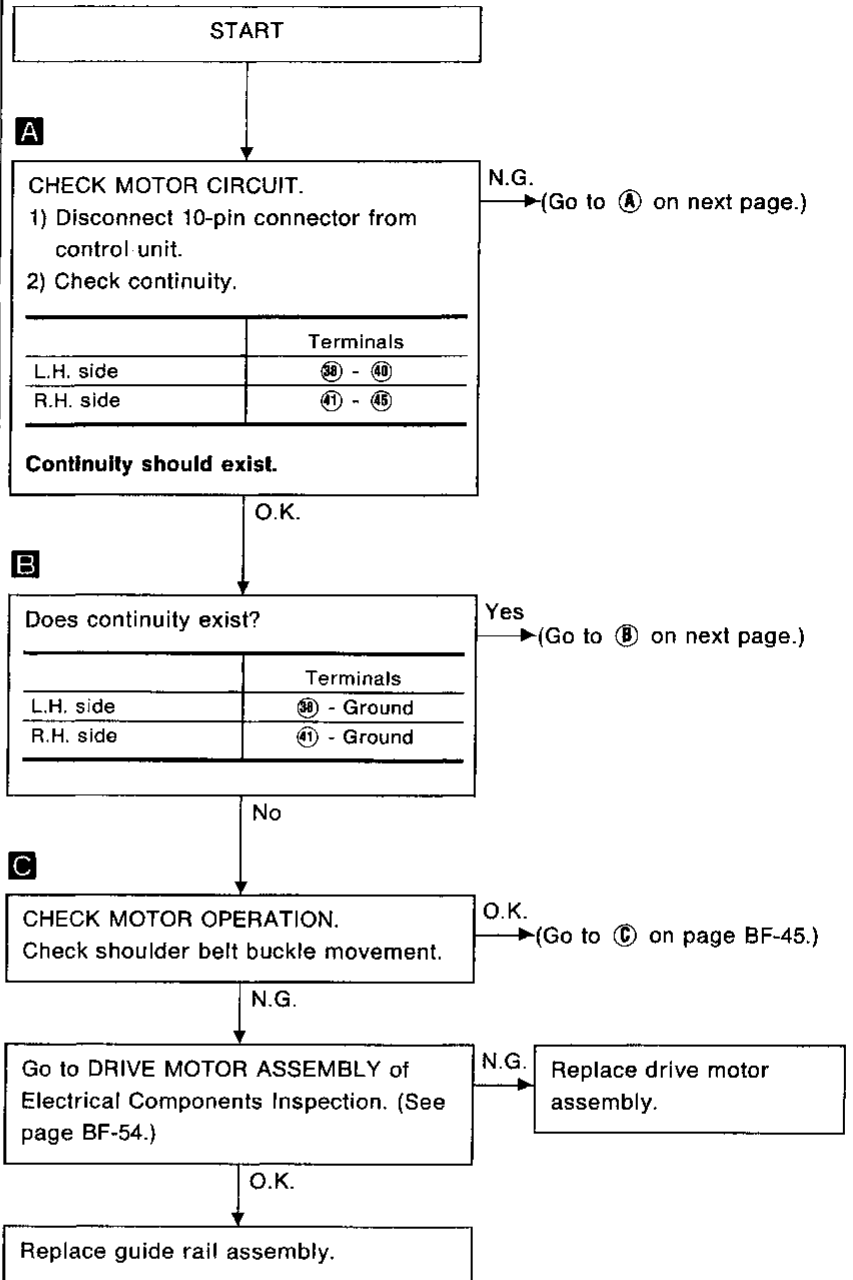 START
A
CHECK MOTOR CIRCUIT.
N.G.
(Go to Ⓐ on next page.)
1) Disconnect 10-pin connector from
control unit.
2) Check continuity.
Terminals
L.H. side ㊳ - ㊵
R.H. side ㊶ - ㊺
Continuity should exist.
O.K.
B
Does continuity exist?
Yes
(Go to Ⓑ on next page.)
Terminals
L.H. side ㊳ - Ground
R.H. side ㊶ - Ground
No
C
CHECK MOTOR OPERATION.
Check shoulder belt buckle movement.
O.K.
(Go to Ⓒ on page BF-45.)
N.G.
Go to DRIVE MOTOR ASSEMBLY of
Electrical Components Inspection. (See
page BF-54.)
N.G.
Replace drive motor
assembly.
O.K.
Replace guide rail assembly.